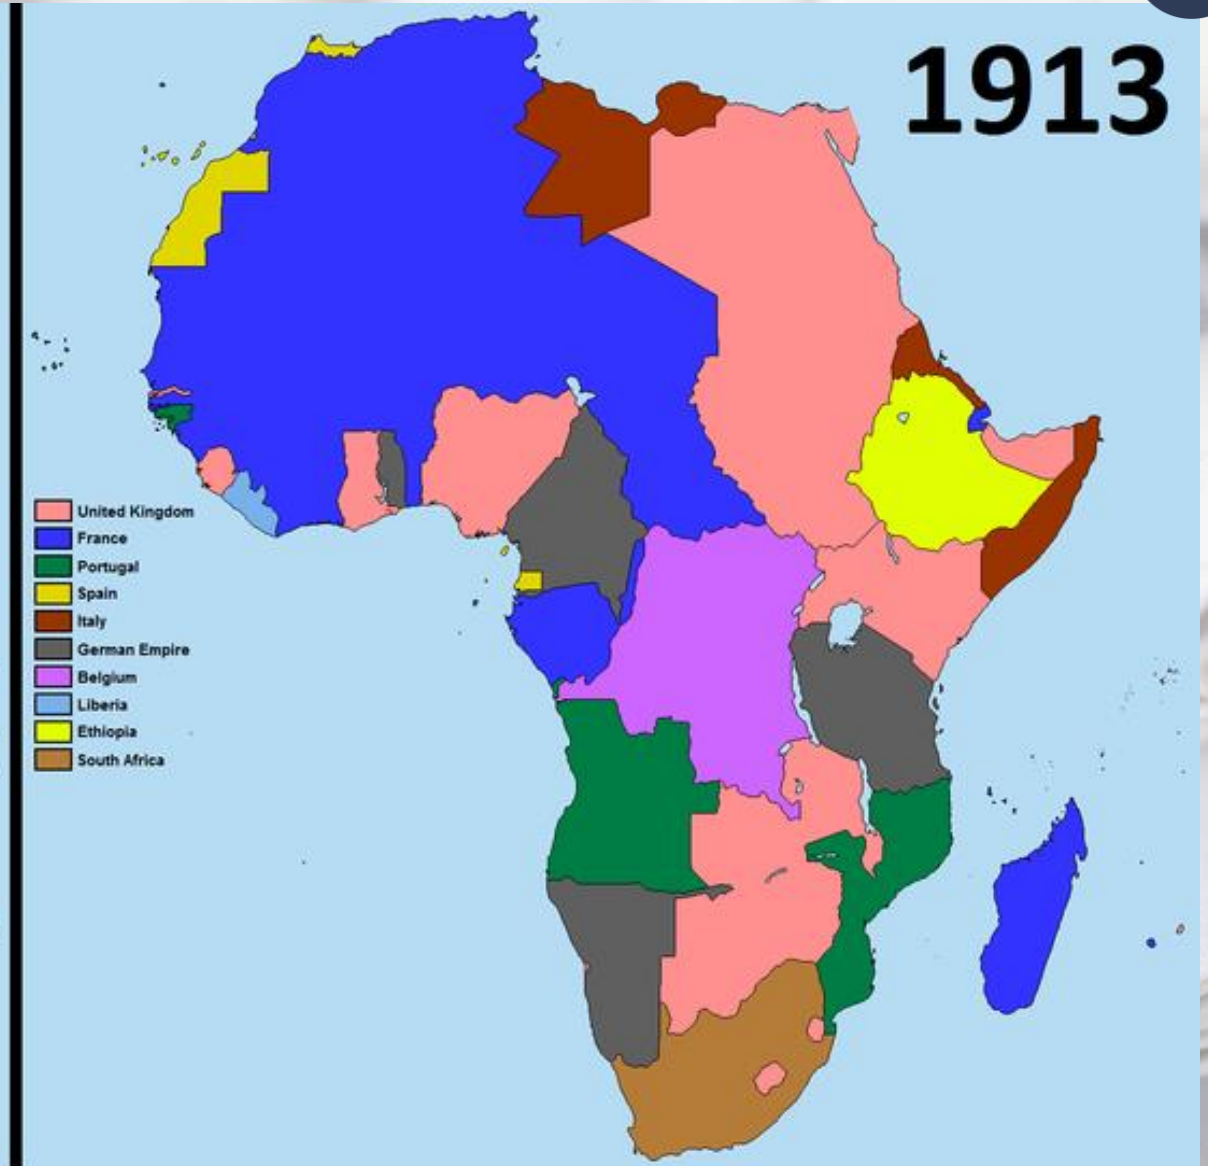 1913
United Kingdom
France
Portugal
Spain
Italy
German Empire
Belgium
Liberia
Ethiopia
South Africa